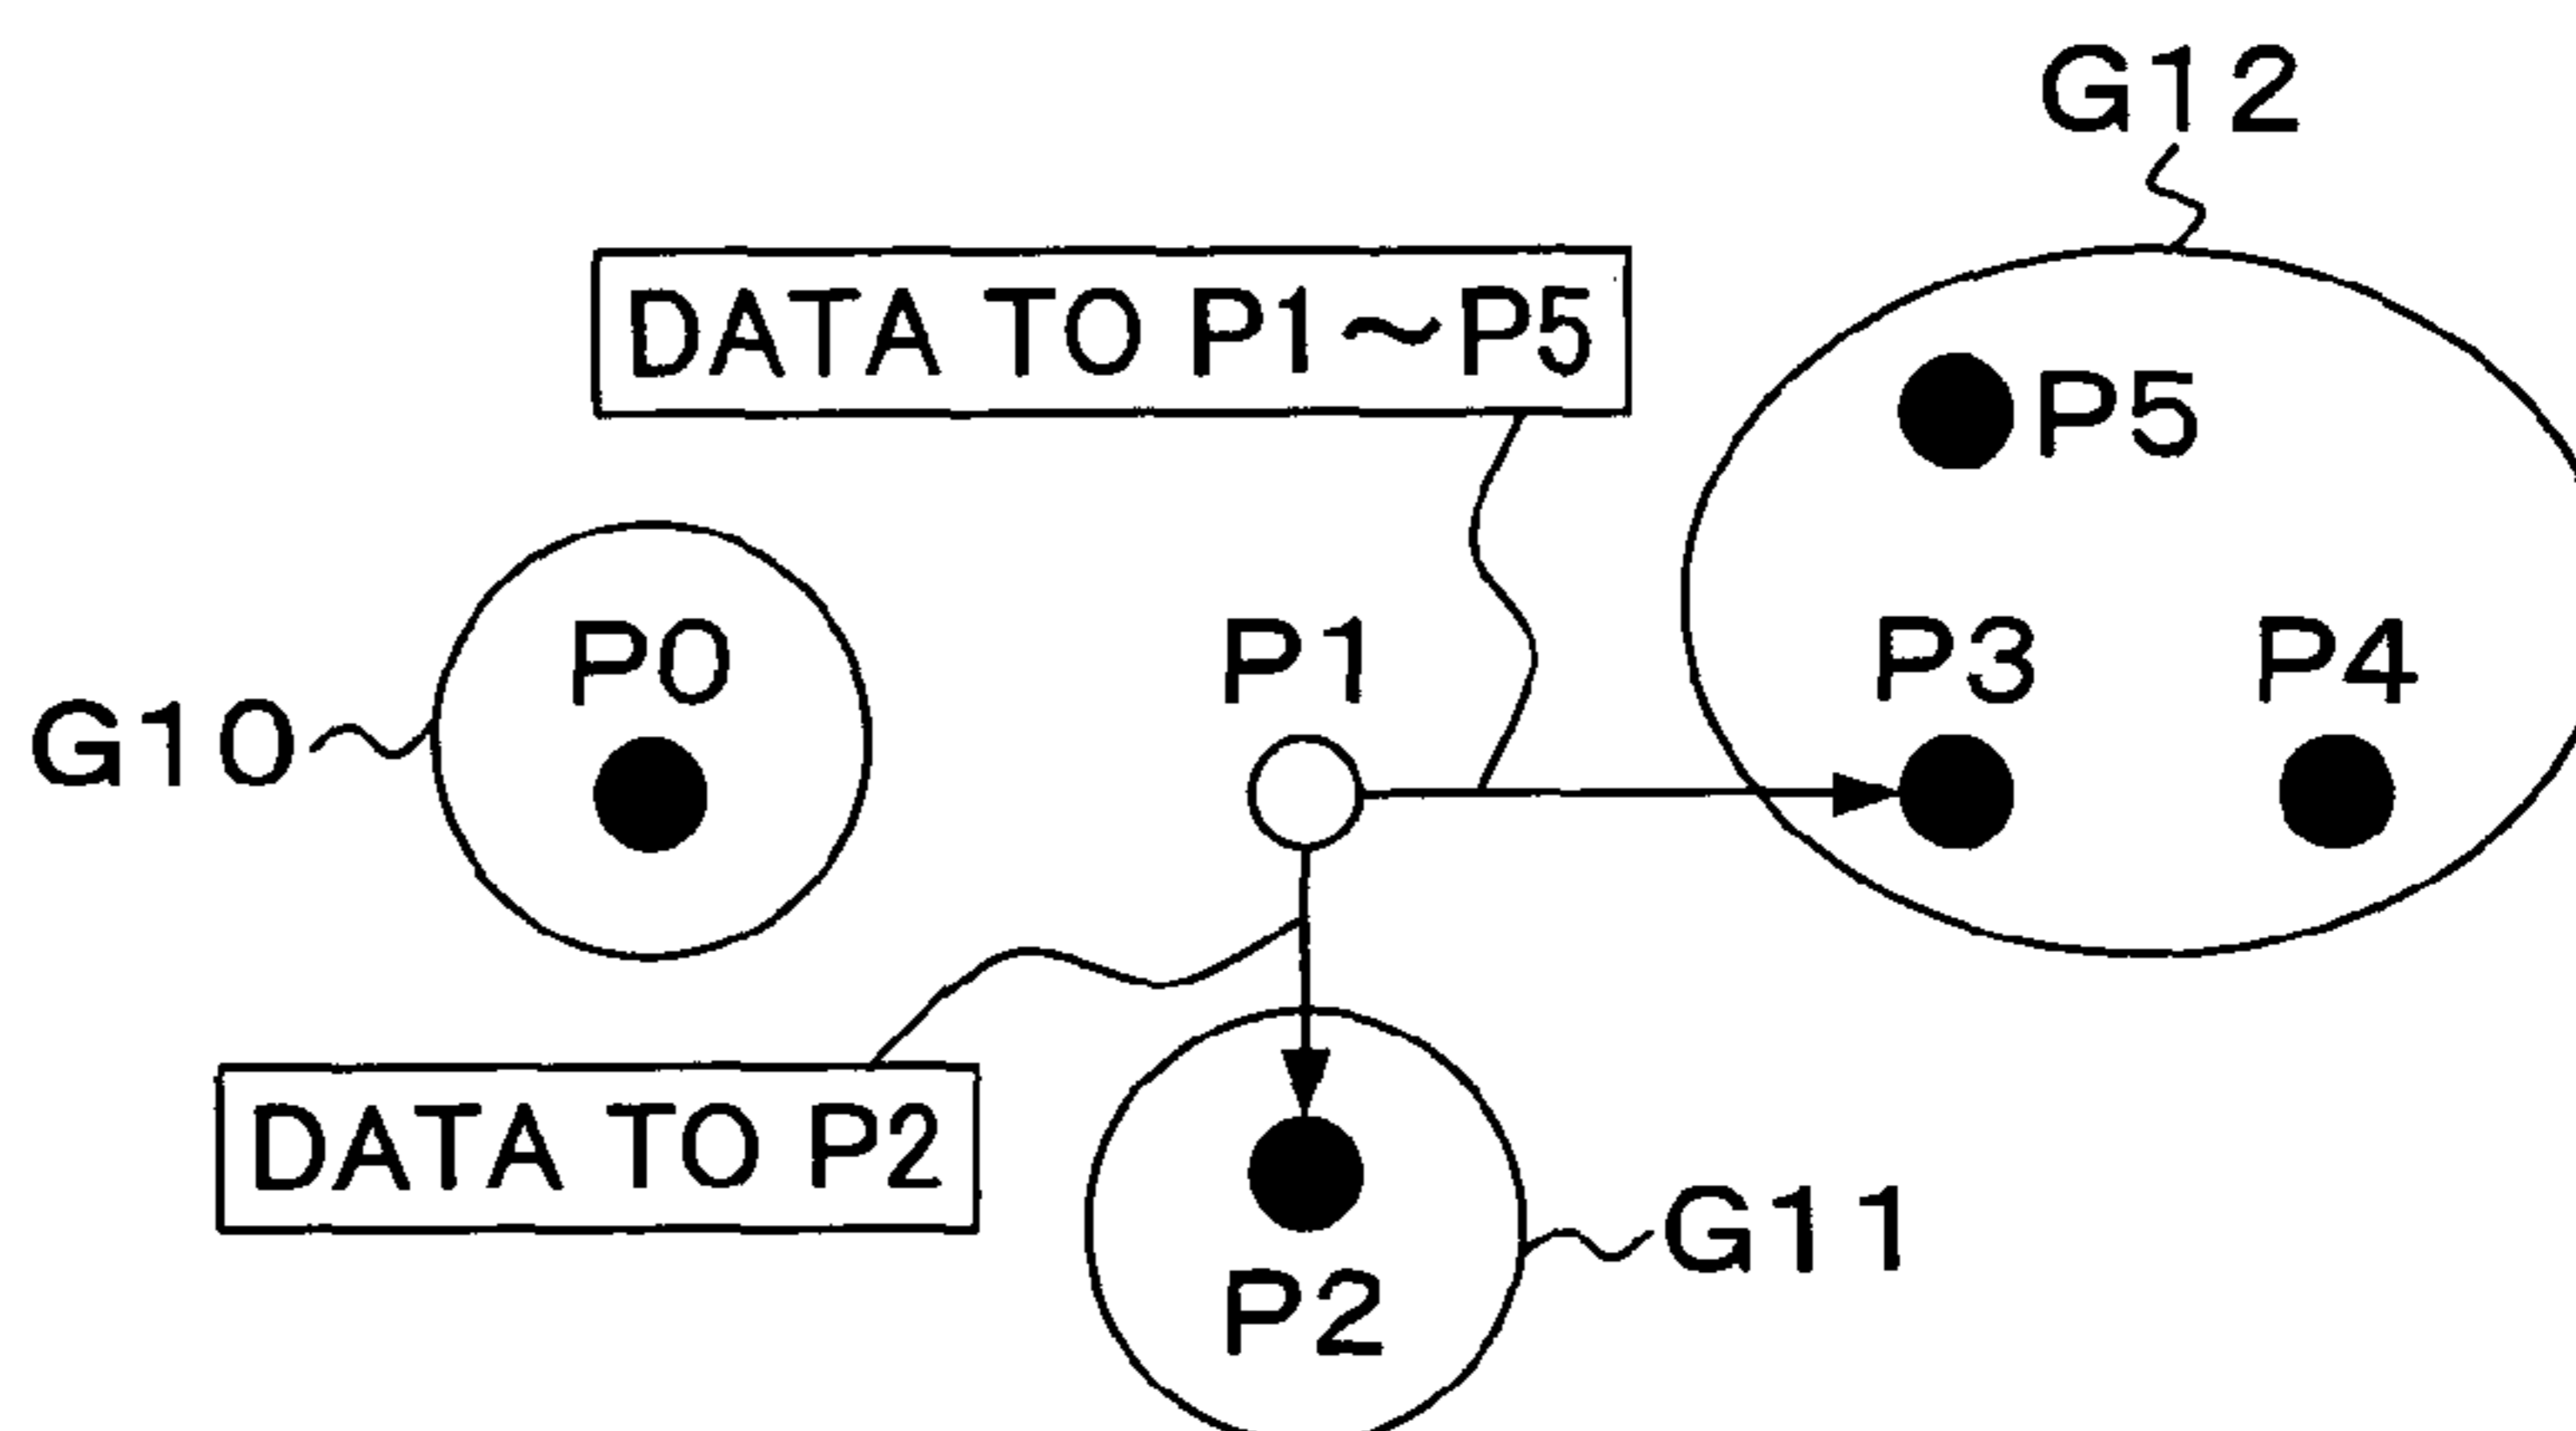 G12
DATA TO P1~P5
P5
P0
P1
P3
P4
G10
DATA TO P2
G11
P2